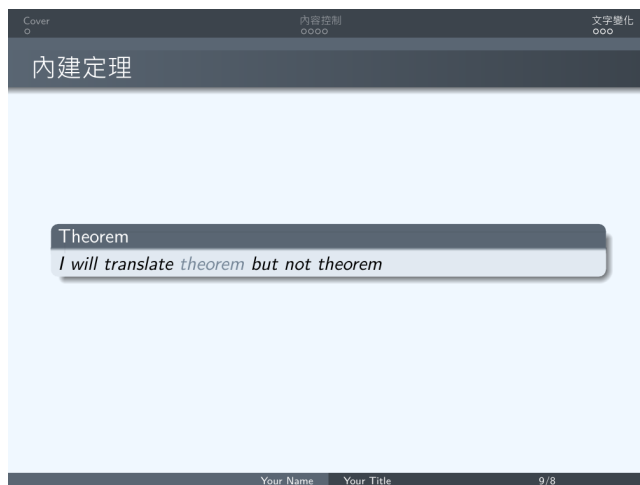 Cover
內容控制
文字變化
內建定理
Theorem
I will translate theorem but not theorem
Your Name
Your Title
9/8